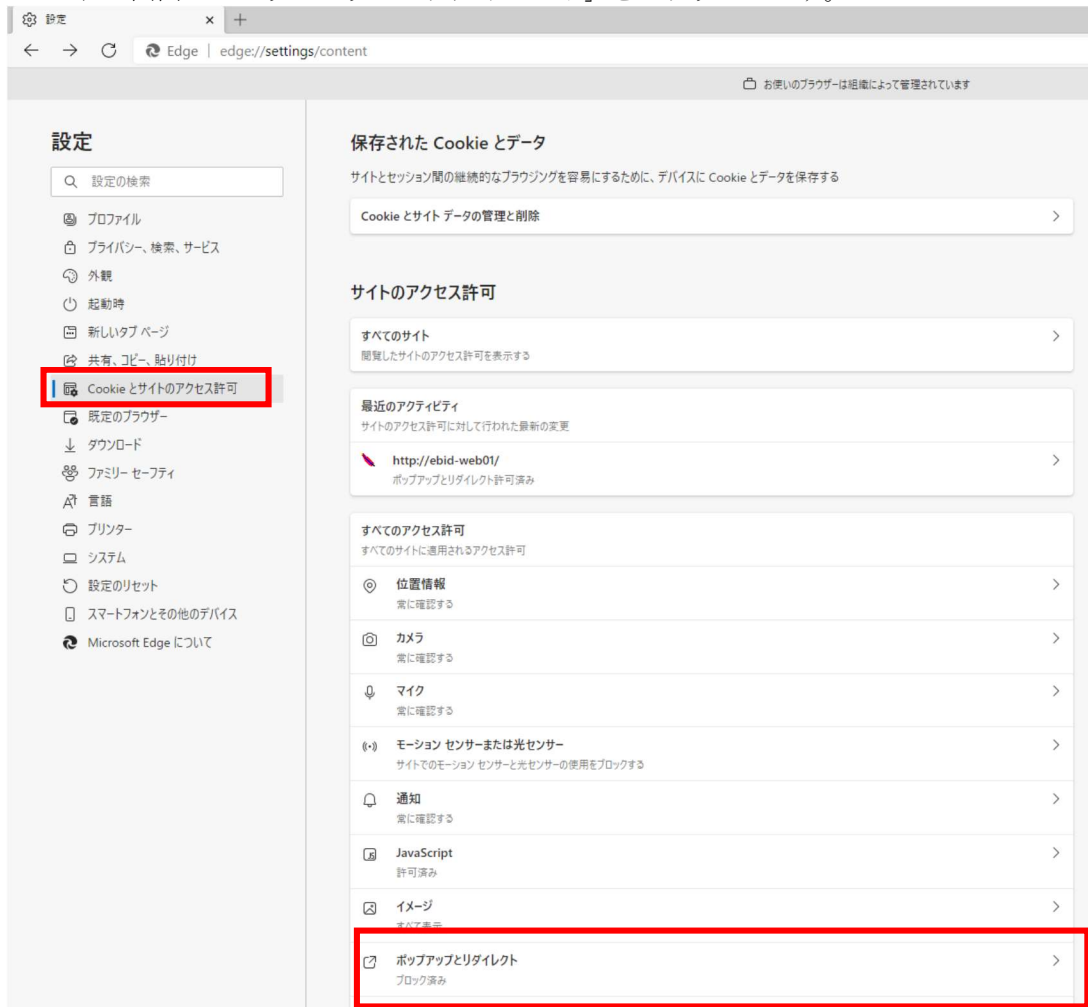 設定
Edge | edge://settings/content
お使いのブラウザーは組織によって管理されています
設定
設定の検索
プロファイル
プライバシー、検索、サービス
外観
起動時
新しいタブ ページ
共有、コピー、貼り付け
Cookie とサイトのアクセス許可
既定のブラウザー
ダウンロード
ファミリー セーフティ
言語
プリンター
システム
設定のリセット
スマートフォンとその他のデバイス
Microsoft Edge について
保存された Cookie とデータ
サイトとセッション間の継続的なブラウジングを容易にするために、デバイスに Cookie とデータを保存する
Cookie とサイト データの管理と削除
サイトのアクセス許可
すべてのサイト
閲覧したサイトのアクセス許可を表示する
最近のアクティビティ
サイトのアクセス許可に対して行われた最新の変更
http://ebid-web01/
ポップアップとリダイレクト許可済み
すべてのアクセス許可
すべてのサイトに適用されるアクセス許可
位置情報
常に確認する
カメラ
常に確認する
マイク
常に確認する
モーション センサーまたは光センサー
サイトでのモーション センサーと光センサーの使用をブロックする
通知
常に確認する
JavaScript
許可済み
イメージ
すべて表示
ポップアップとリダイレクト
ブロック済み